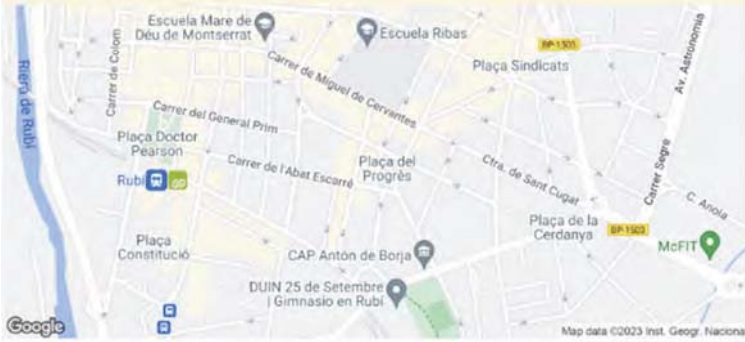 Escuela Mare de
Déu de Montserrat
Escuela Ribas
BP-1503
Plaça Sindicats
Av. Astronomia
Riera de Rubí
Carrer de Colom
Carrer de Miguel de Cervantes
Carrer del General Prim
Plaça Doctor
Pearson
Carrer de l'Abat Escarré
Plaça del
Progrès
Ctra. de Sant Cugat
Carrer Segre
C. Anoia
Rubí
Plaça de la
Cerdanya
BP-1503
McFIT
Plaça
Constitució
CAP Antón de Borja
DUIN 25 de Setembre
| Gimnasio en Rubí
Google
Map data ©2023 Inst. Geogr. Naciona